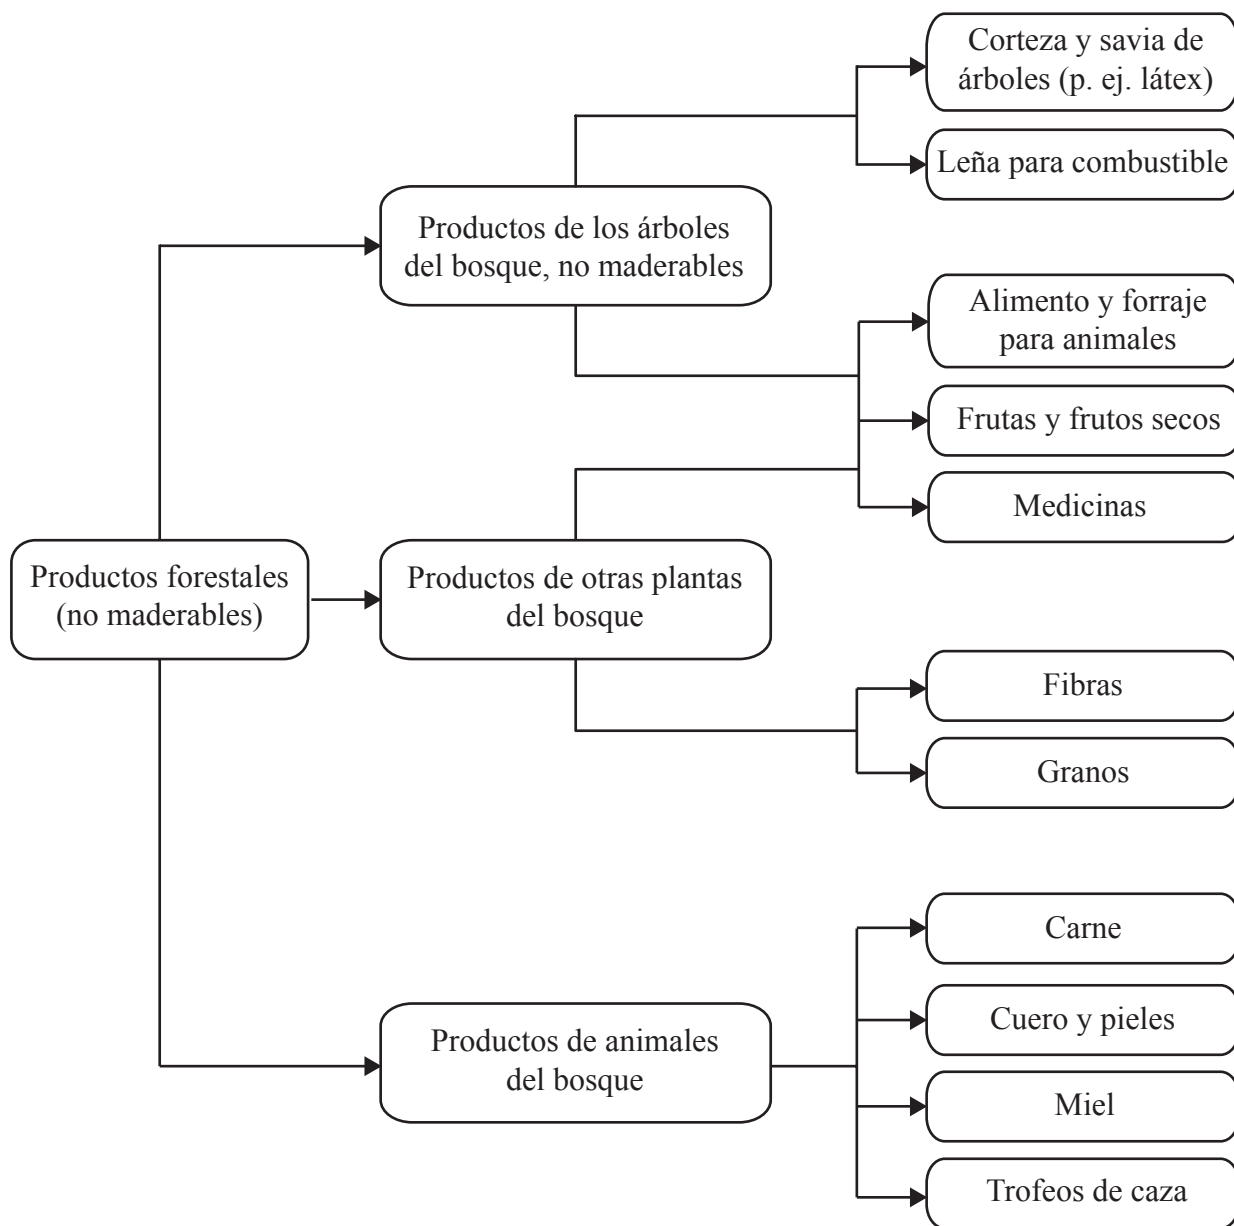 Corteza y savia de
árboles (p. ej. látex)
Leña para combustible
Productos de los árboles
del bosque, no maderables
Alimento y forraje
para animales
Frutas y frutos secos
Medicinas
Productos forestales
(no maderables)
Productos de otras plantas
del bosque
Fibras
Granos
Carne
Cuero y pieles
Productos de animales
del bosque
Miel
Trofeos de caza